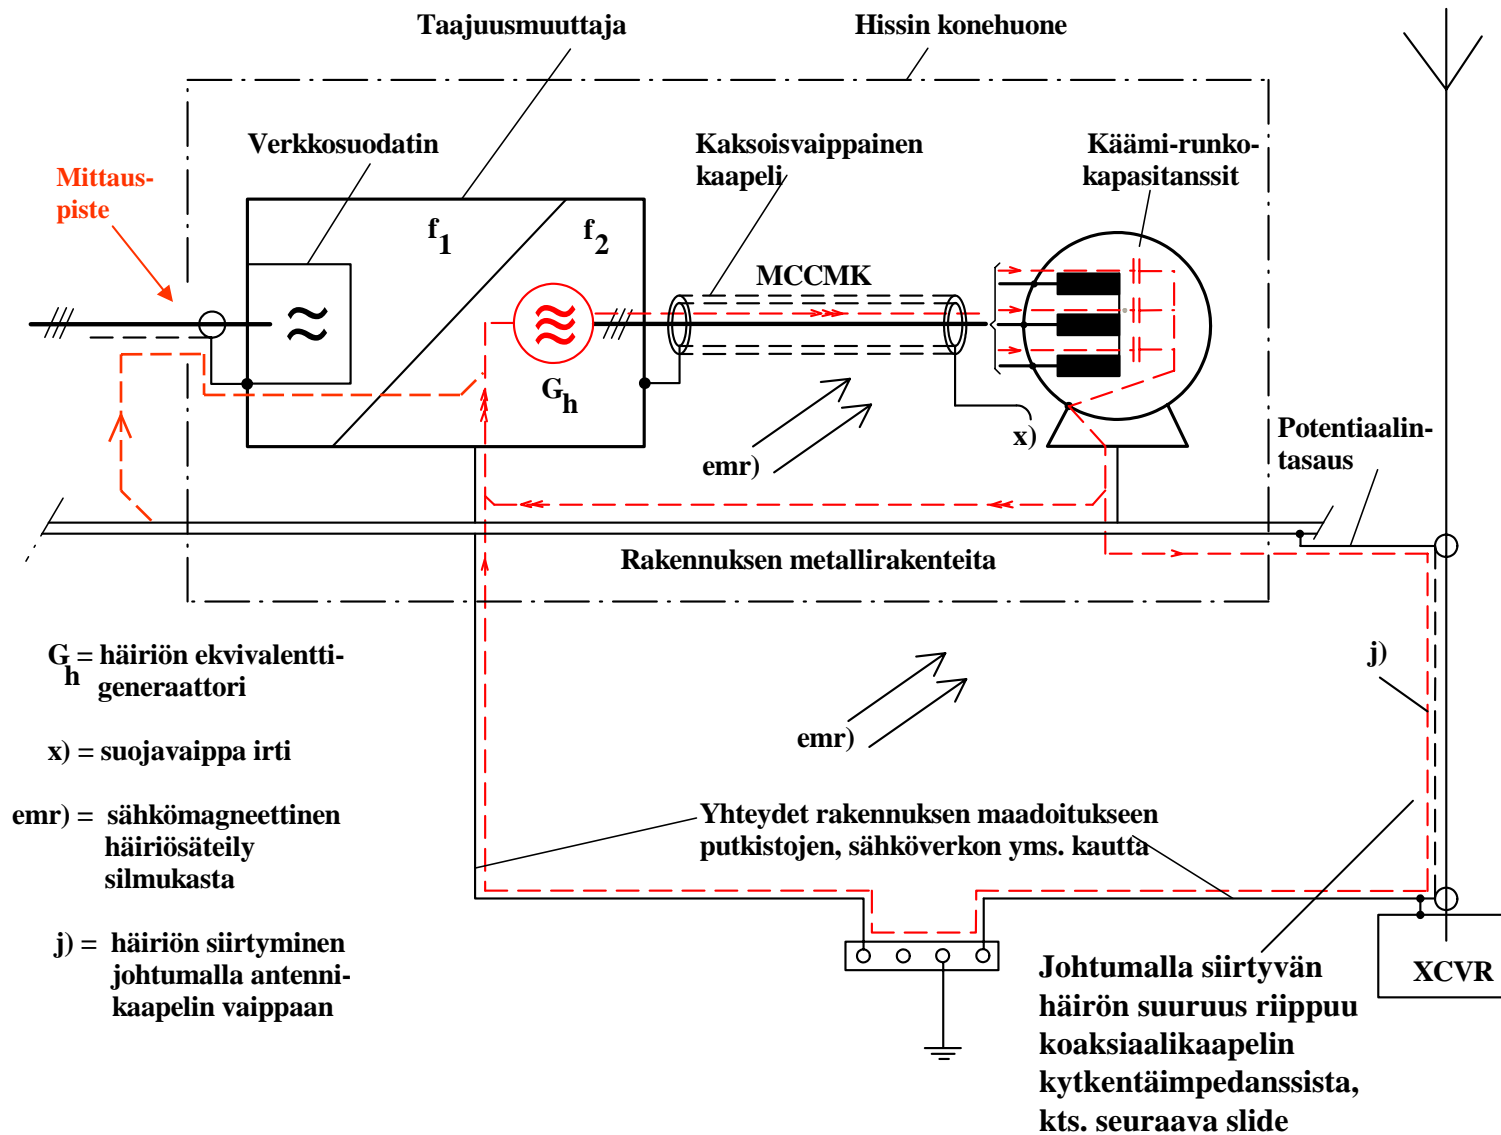 Taajuusmuuttaja
Hissin konehuone
Verkkosuodatin
Kaksoisvaippainen
kaapeli
Käämi-runko-
kapasitanssit
Mittaus-
piste
f1
f2
MCCMK
Gh
x)
emr)
Potentiaalin-
tasaus
Rakennuksen metallirakenteita
Gh = häiriön ekvivalentti-
generaattori
x) = suojavaippa irti
emr) = sähkömagneettinen
häiriösäteily
silmukasta
j) = häiriön siirtyminen
johtumalla antenni-
kaapelin vaippaan
emr)
j)
Yhteydet rakennuksen maadoitukseen
putkistojen, sähköverkon yms. kautta
XCVR
Johtumalla siirtyvän
häirön suuruus riippuu
koaksiaalikaapelin
kytkentäimpedanssista,
kts. seuraava slide